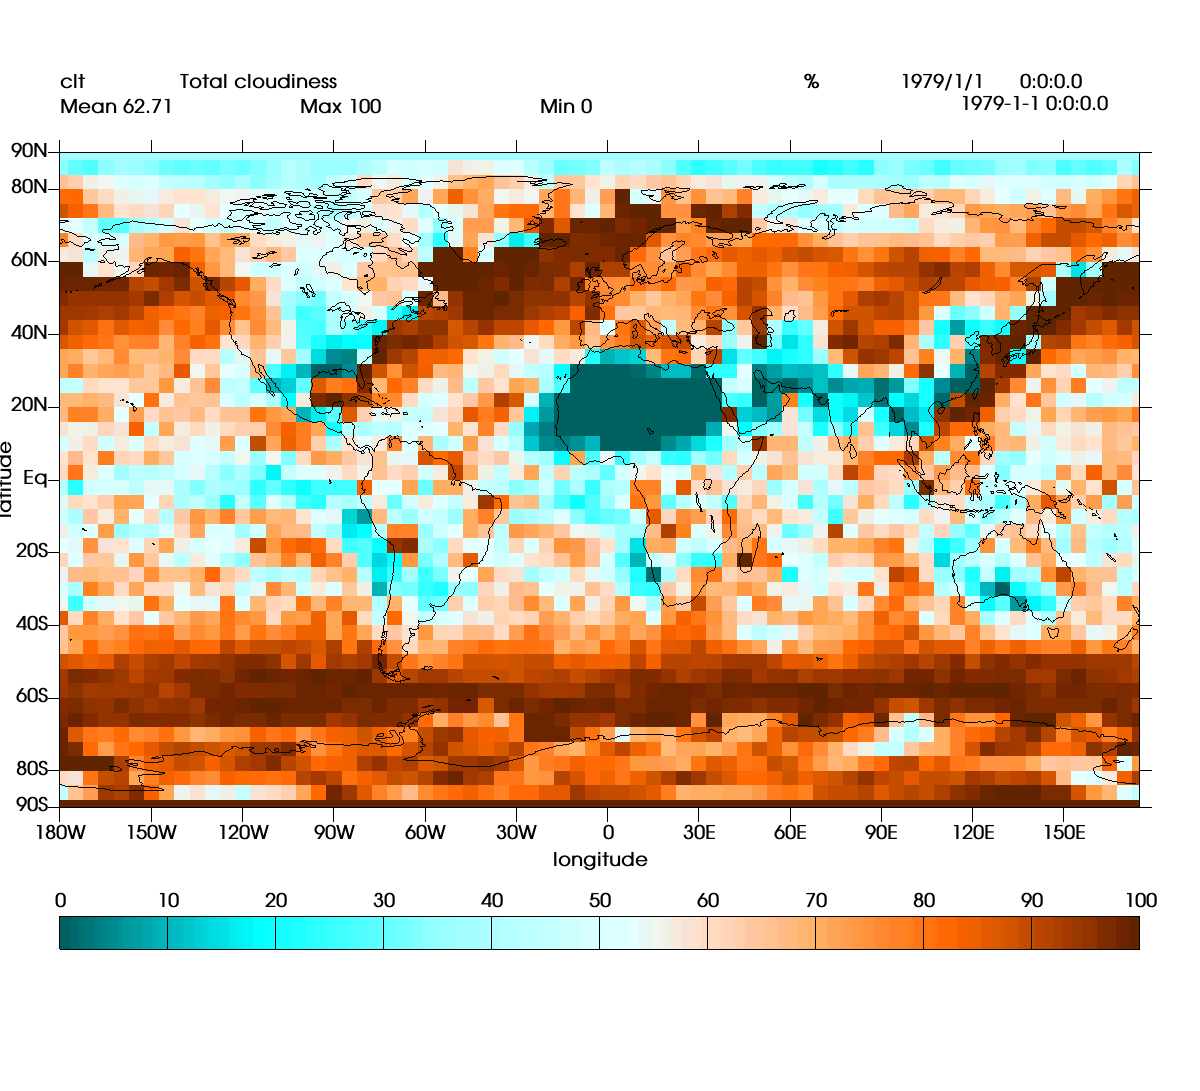 clt Total cloudiness % 1979/1/1 0:0:0.0
Mean 62.71 Max 100 Min 0 1979-1-1 0:0:0.0
90N
80N
60N
40N
20N
Eq
20S
40S
60S
80S
90S
latitude
180W 150W 120W 90W 60W 30W 0 30E 60E 90E 120E 150E
longitude
0 10 20 30 40 50 60 70 80 90 100